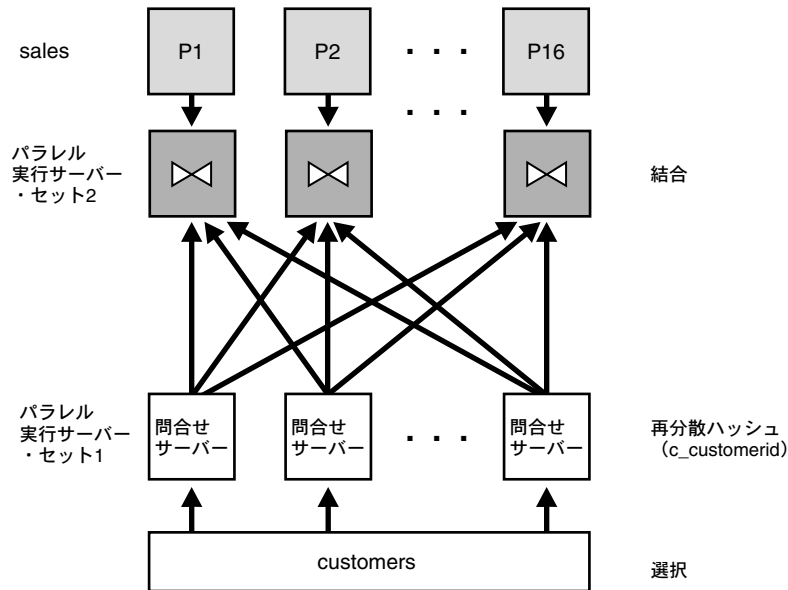 sales
P1
P2
. . .
P16
. . .
パラレル
実行サーバー
・セット2
結合
パラレル
実行サーバー
・セット1
問合せ
サーバー
問合せ
サーバー
. . .
問合せ
サーバー
再分散ハッシュ
（c_customerid）
customers
選択